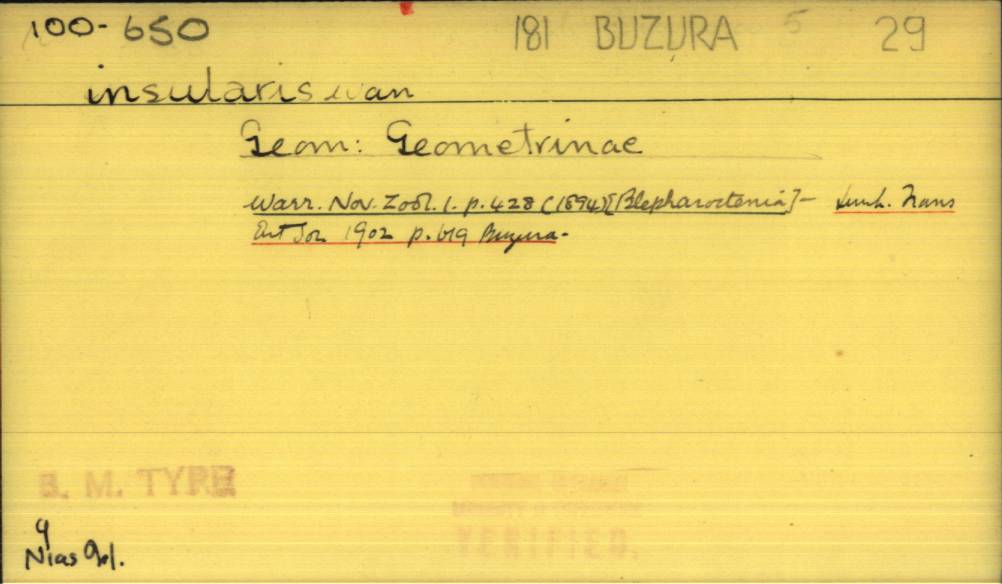 100-650 181 BUZURA 5 29
insularis Warr
Geom: Geometrinae
Warr. Nov. Zool. 1. p. 428 (1894) [Blepharoctenia] - Swinh. Trans
Ent Soc 1902 p. 619 Buzura-
B. M. TYPE
VERIFIED.
Nias Isl.